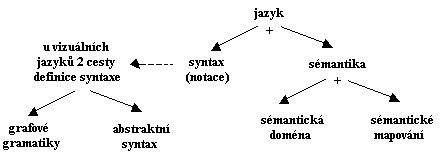 jazyk
+
u vizuálních
jazyků 2 cesty
definice syntaxe
syntax
(notace)
sémantika
+
grafové
gramatiky
abstraktní
syntax
sémantická
doména
sémantické
mapování